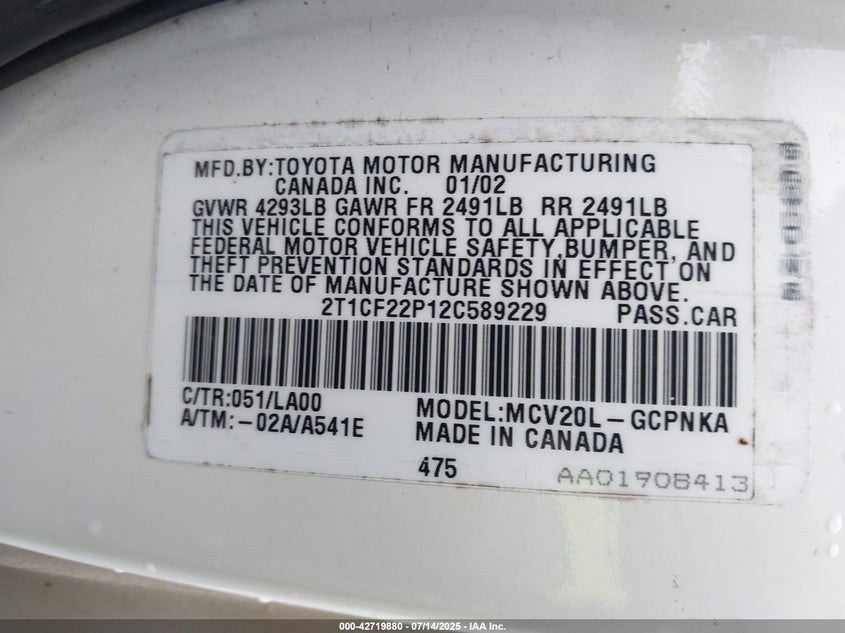 MFD.BY:TOYOTA MOTOR MANUFACTURING
CANADA INC. 01/02
GVWR 4293LB GAWR FR 2491LB RR 2491LB
THIS VEHICLE CONFORMS TO ALL APPLICABLE
FEDERAL MOTOR VEHICLE SAFETY,BUMPER, AND
THEFT PREVENTION STANDARDS IN EFFECT ON
THE DATE OF MANUFACTURE SHOWN ABOVE.
2T1CF22P12C589229 PASS.CAR
C/TR:051/LA00 MODEL:MCV20L-GCPNKA
A/TM:-02A/A541E MADE IN CANADA
475 AA01908413
000-42719880 | 07/14/2025 - IAA Inc.